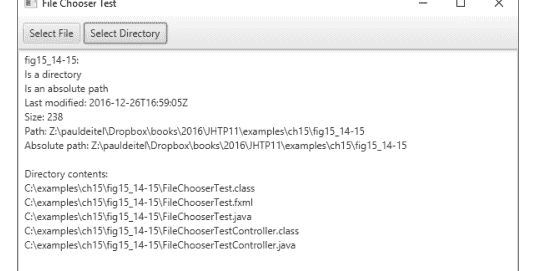 File Chooser Test
Select File Select Directory
fig15_14-15:
Is a directory
Is an absolute path
Last modified: 2016-12-26T16:59:05Z
Size: 238
Path: Z:\pauldeitel\Dropbox\books\2016\JHTP11\examples\ch15\fig15_14-15
Absolute path: Z:\pauldeitel\Dropbox\books\2016\JHTP11\examples\ch15\fig15_14-15
Directory contents:
C:\examples\ch15\fig15_14-15\FileChooserTest.class
C:\examples\ch15\fig15_14-15\FileChooserTest.fxml
C:\examples\ch15\fig15_14-15\FileChooserTest.java
C:\examples\ch15\fig15_14-15\FileChooserTestController.class
C:\examples\ch15\fig15_14-15\FileChooserTestController.java